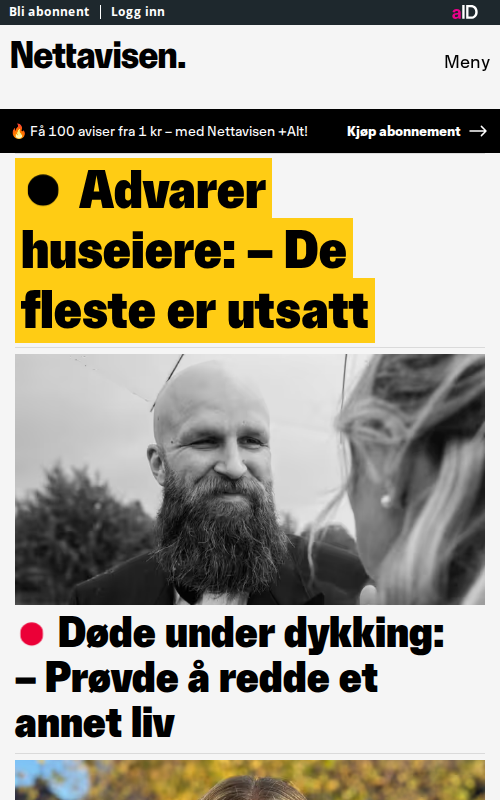 Bli abonnent | Logg inn
aID
Nettavisen.
Meny
🔥 Få 100 aviser fra 1 kr – med Nettavisen +Alt!
Kjøp abonnement →
● Advarer
huseiere: – De
fleste er utsatt
● Døde under dykking:
– Prøvde å redde et
annet liv